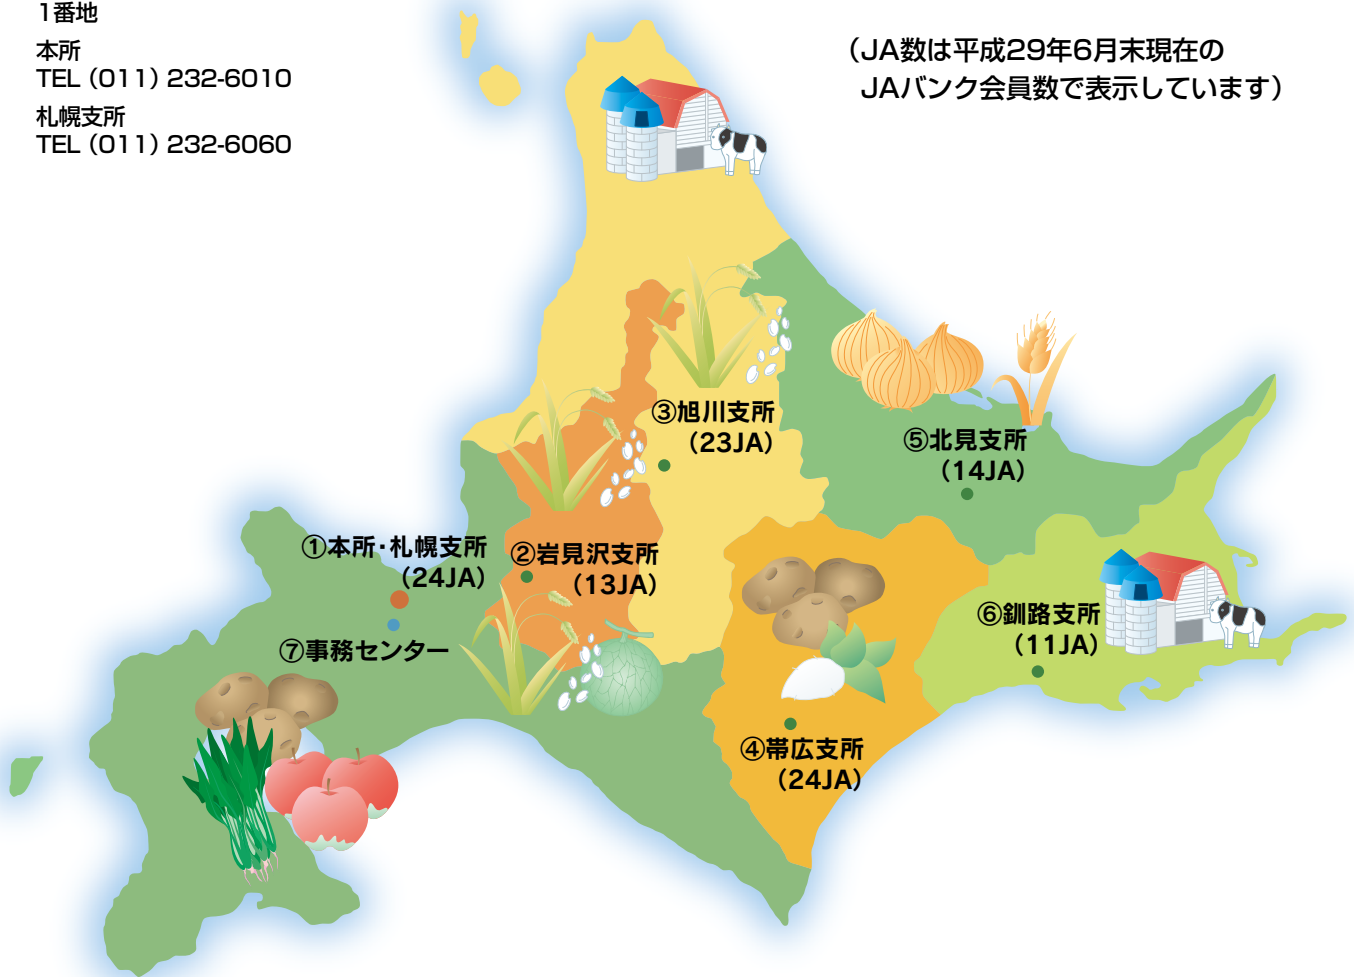 1番地
本所
TEL（011）232-6010
札幌支所
TEL（011）232-6060
（JA数は平成29年6月末現在の
JAバンク会員数で表示しています）
③旭川支所
（23JA）
⑤北見支所
（14JA）
①本所・札幌支所
（24JA）
②岩見沢支所
（13JA）
⑥釧路支所
（11JA）
⑦事務センター
④帯広支所
（24JA）